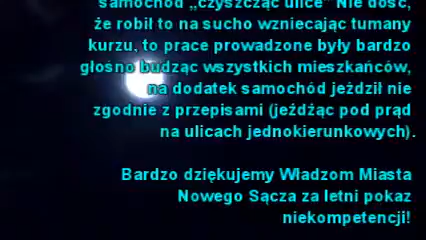 samochód „czyszcząc ulice” Nie dość,
że robił to na sucho wzniecając tumany
kurzu, to prace prowadzone były bardzo
głośno budząc wszystkich mieszkańców,
na dodatek samochód jeździł nie
zgodnie z przepisami (jeźdżąc pod prąd
na ulicach jednokierunkowych).
Bardzo dziękujemy Władzom Miasta
Nowego Sącza za letni pokaz
niekompetencji!